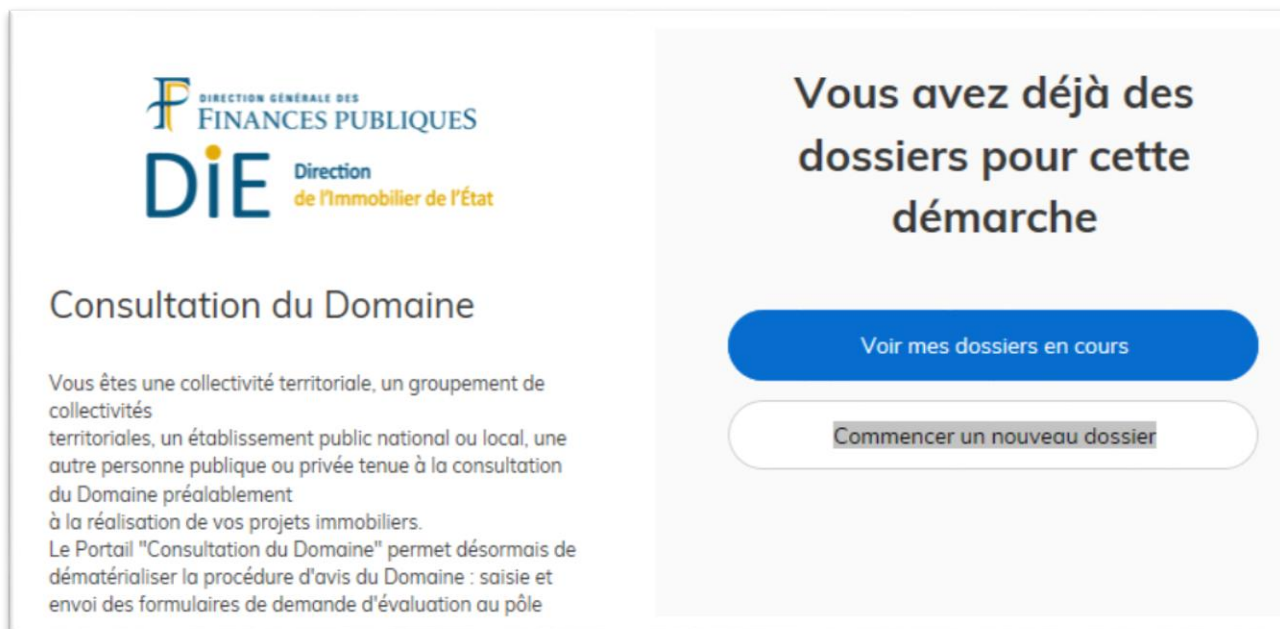 DIRECTION GÉNÉRALE DES
FINANCES PUBLIQUES
DiE
Direction
de l'Immobilier de l'État
Consultation du Domaine
Vous êtes une collectivité territoriale, un groupement de
collectivités
territoriales, un établissement public national ou local, une
autre personne publique ou privée tenue à la consultation
du Domaine préalablement
à la réalisation de vos projets immobiliers.
Le Portail "Consultation du Domaine" permet désormais de
dématérialiser la procédure d'avis du Domaine : saisie et
envoi des formulaires de demande d'évaluation au pôle
Vous avez déjà des
dossiers pour cette
démarche
Voir mes dossiers en cours
Commencer un nouveau dossier